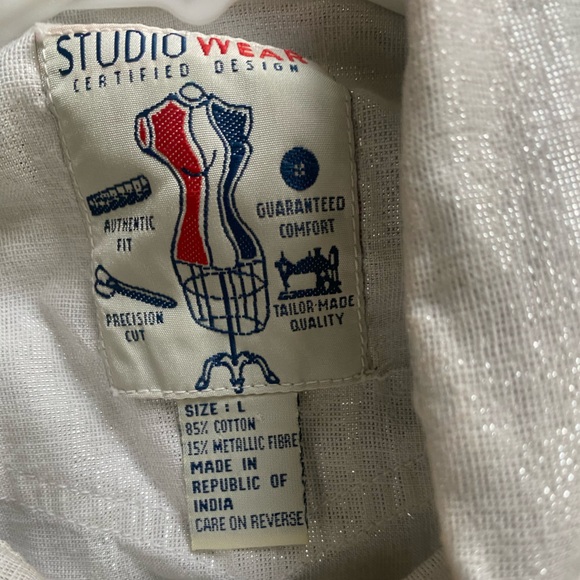 STUDIO WEAR
CERTIFIED DESIGN
AUTHENTIC
FIT
GUARANTEED
COMFORT
PRECISION
CUT
TAILOR-MADE
QUALITY
SIZE : L
85% COTTON
15% METALLIC FIBRE
MADE IN
REPUBLIC OF
INDIA
CARE ON REVERSE